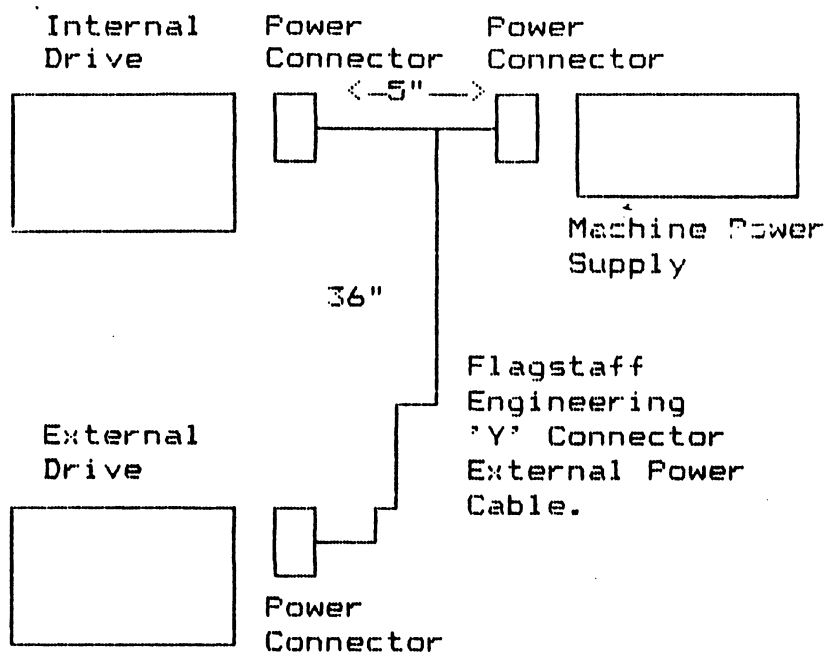 Internal
Drive
Power
Connector
Power
Connector
<—5"—>
Machine Power
Supply
36"
Flagstaff
Engineering
'Y' Connector
External Power
Cable.
External
Drive
Power
Connector